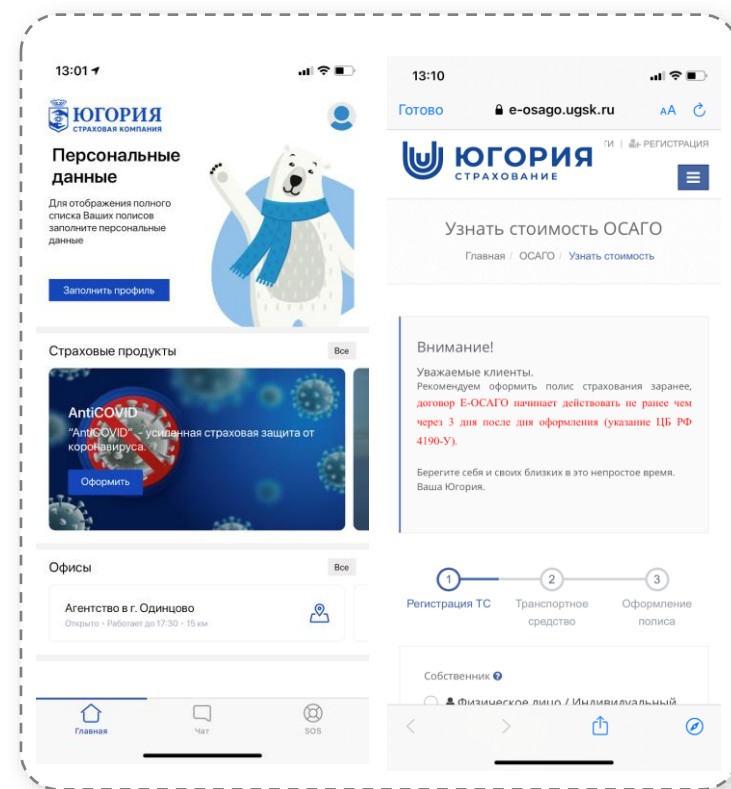 13:01
ЮГОРИЯ
СТРАХОВАЯ КОМПАНИЯ
Персональные
данные
Для отображения полного
списка Ваших полисов
заполните персональные
данные
Заполнить профиль
Страховые продукты
Все
AntiCOVID
"AntiCOVID" - усиленная страховая защита от
коронавируса.
Оформить
Офисы
Все
Агентство в г. Одинцово
Открыто - Работает до 17:30 - 15 км
Главная
Чат
SOS
13:10
Готово
e-osago.ugsk.ru
АА
ТИ | РЕГИСТРАЦИЯ
ЮГОРИЯ
СТРАХОВАНИЕ
Узнать стоимость ОСАГО
Главная / ОСАГО / Узнать стоимость
Внимание!
Уважаемые клиенты.
Рекомендуем оформить полис страхования заранее,
договор Е-ОСАГО начинает действовать не ранее чем
через 3 дня после дня оформления (указание ЦБ РФ
4190-У).
Берегите себя и своих близких в это непростое время.
Ваша Югория.
1
2
3
Регистрация ТС
Транспортное
средство
Оформление
полиса
Собственник
Физическое лицо / Индивидуальный